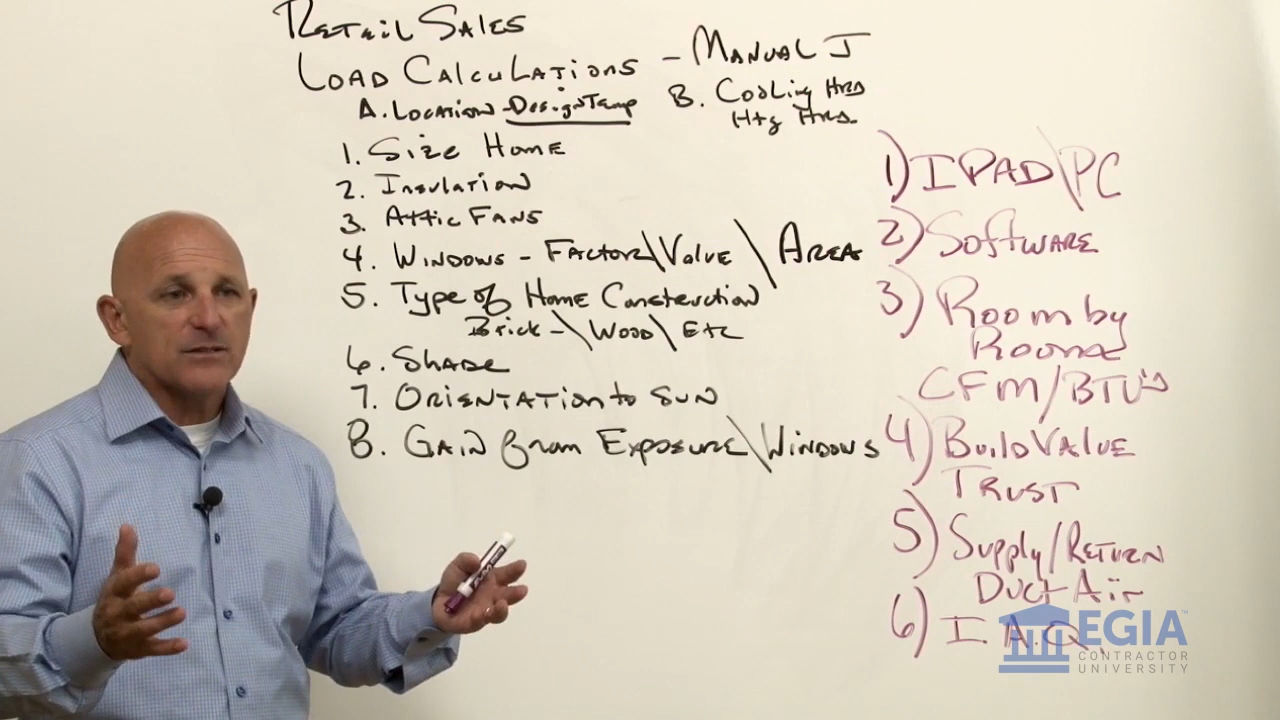 RETAIL SALES
LOAD CALCULATIONS - MANUAL J
A. LOCATION - Design Temp
B. Cooling HRS
Htg HRS
1. Size Home
2. Insulation
3. Attic FANS
4. WINDOWS - FACTOR\VALUE \ AREA
5. Type of Home Construction
Brick -\WOOD\ETC
6. SHADE
7. ORIENTATION to SUN
8. GAIN from EXPOSURE\WINDOWS
1) IPAD\PC
2) SOFTWARE
3) Room by
Room
CFM/BTU's
4) Build VALUE
TRUST
5) Supply/RETURN
Duct Air
6) I.A.Q.
EGIA™
CONTRACTOR
UNIVERSITY
EXPO